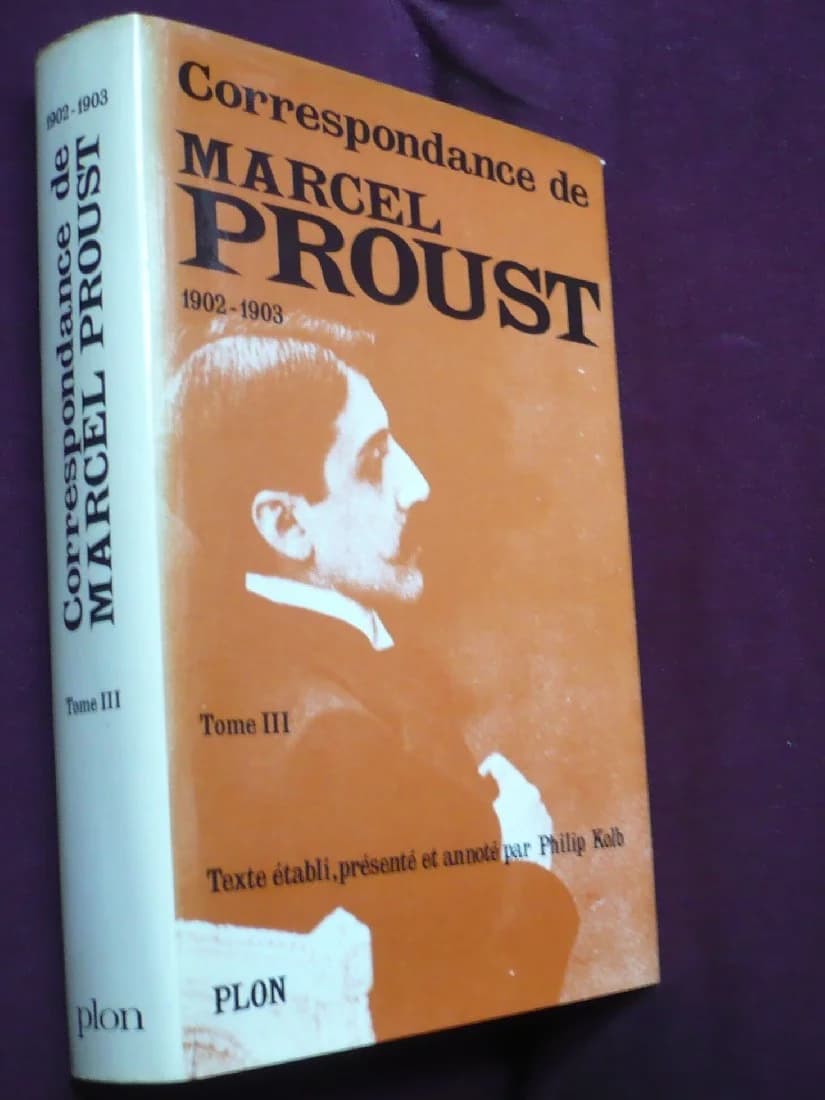 1902-1903
Correspondance de
MARCEL PROUST
Tome III
plon
Correspondance de
MARCEL
PROUST
1902-1903
Tome III
Texte établi, présenté et annoté par Philip Kolb
PLON